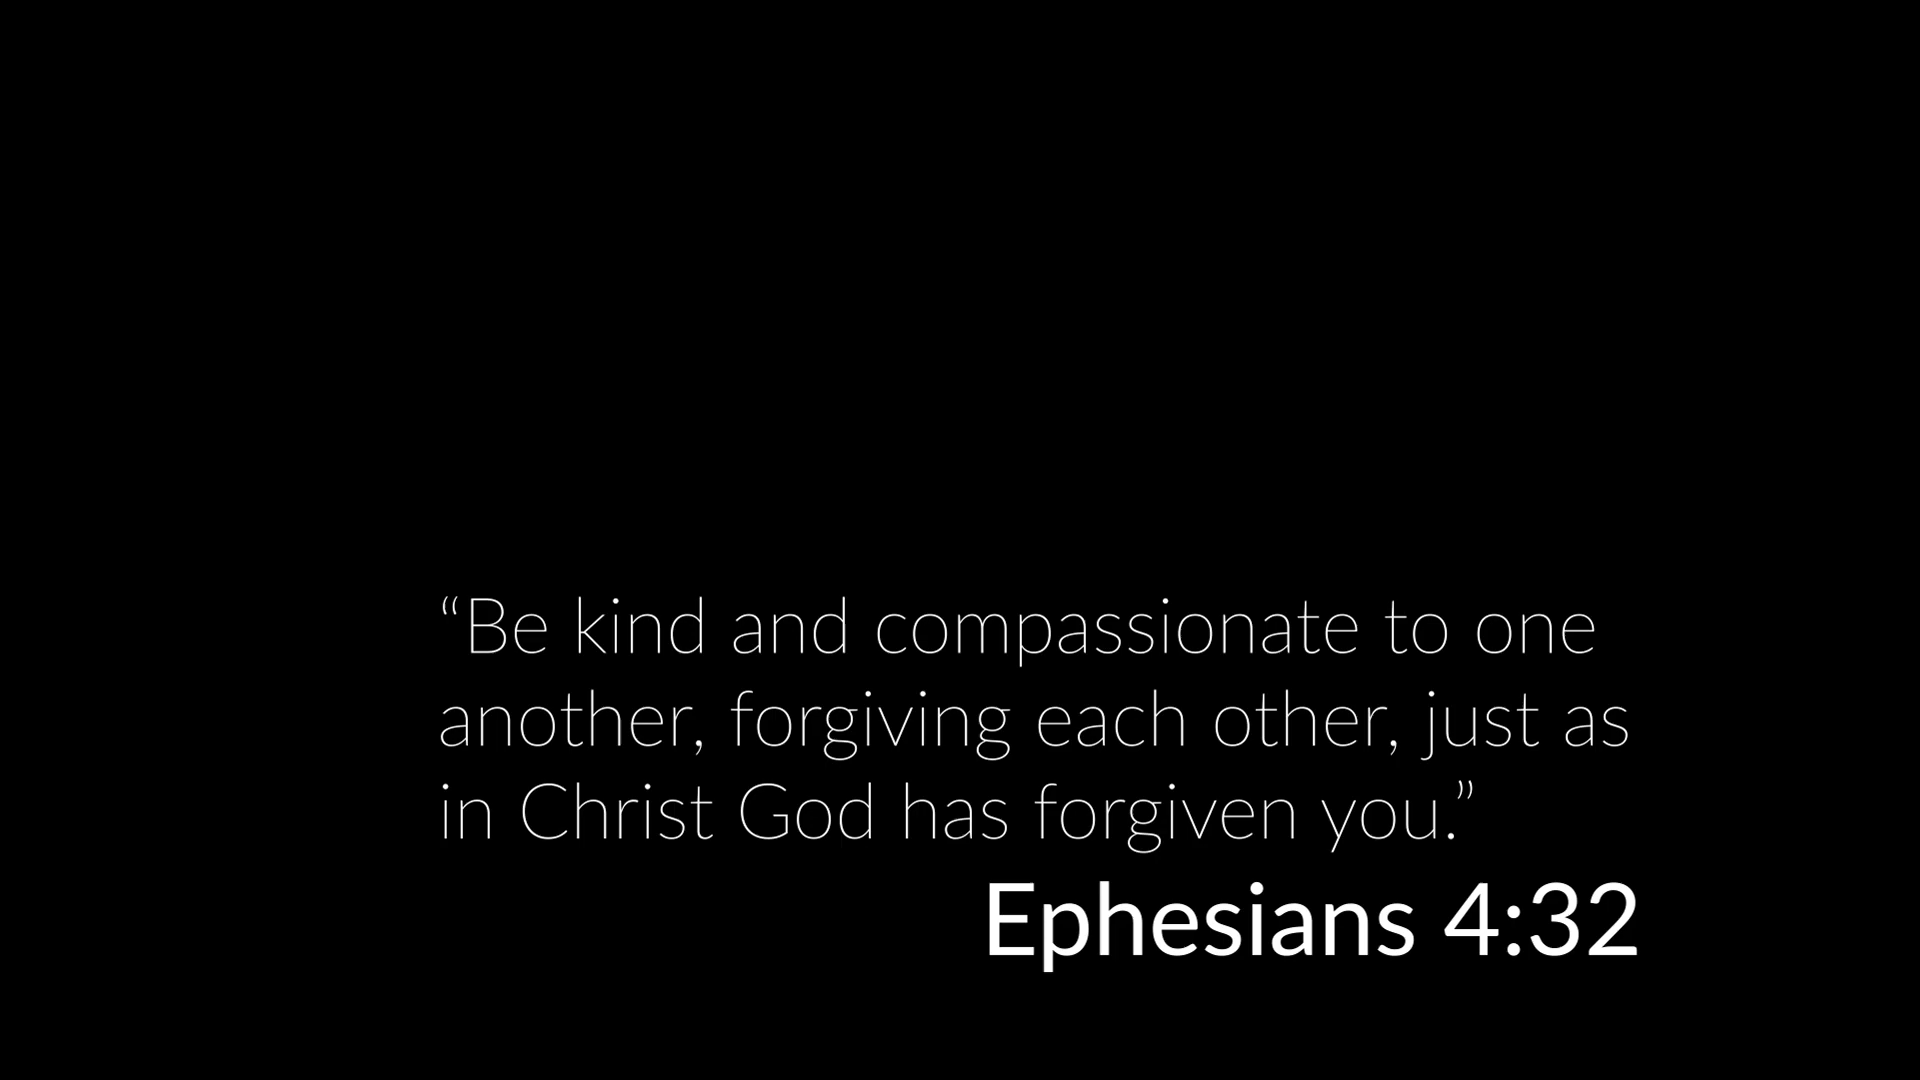 “Be kind and compassionate to one
another, forgiving each other, just as
in Christ God has forgiven you.”
Ephesians 4:32